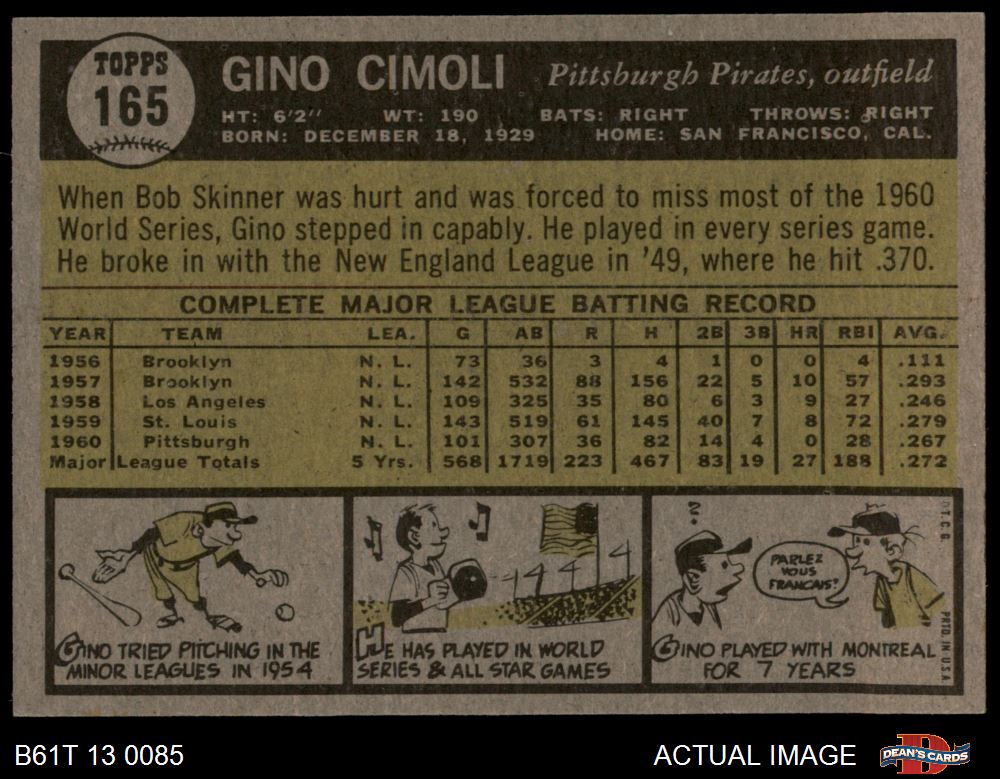 TOPPS
165
GINO CIMOLI Pittsburgh Pirates, outfield
HT: 6'2" WT: 190 BATS: RIGHT THROWS: RIGHT
BORN: DECEMBER 18, 1929 HOME: SAN FRANCISCO, CAL.
When Bob Skinner was hurt and was forced to miss most of the 1960
World Series, Gino stepped in capably. He played in every series game.
He broke in with the New England League in '49, where he hit .370.
COMPLETE MAJOR LEAGUE BATTING RECORD
YEAR TEAM LEA. G AB R H 2B 3B HR RBI AVG.
1956 Brooklyn N. L. 73 36 3 4 1 0 0 4 .111
1957 Brooklyn N. L. 142 532 88 156 22 5 10 57 .293
1958 Los Angeles N. L. 109 325 35 80 6 3 9 27 .246
1959 St. Louis N. L. 143 519 61 145 40 7 8 72 .279
1960 Pittsburgh N. L. 101 307 36 82 14 4 0 28 .267
Major League Totals 5 Yrs. 568 1719 223 467 83 19 27 188 .272
GINO TRIED PITCHING IN THE
MINOR LEAGUES IN 1954
HE HAS PLAYED IN WORLD
SERIES & ALL STAR GAMES
PARLEZ
VOUS
FRANCAIS?
GINO PLAYED WITH MONTREAL
FOR 7 YEARS
©T.C.G. PRTD. IN U.S.A.
B61T 13 0085
ACTUAL IMAGE
DEAN'S CARDS